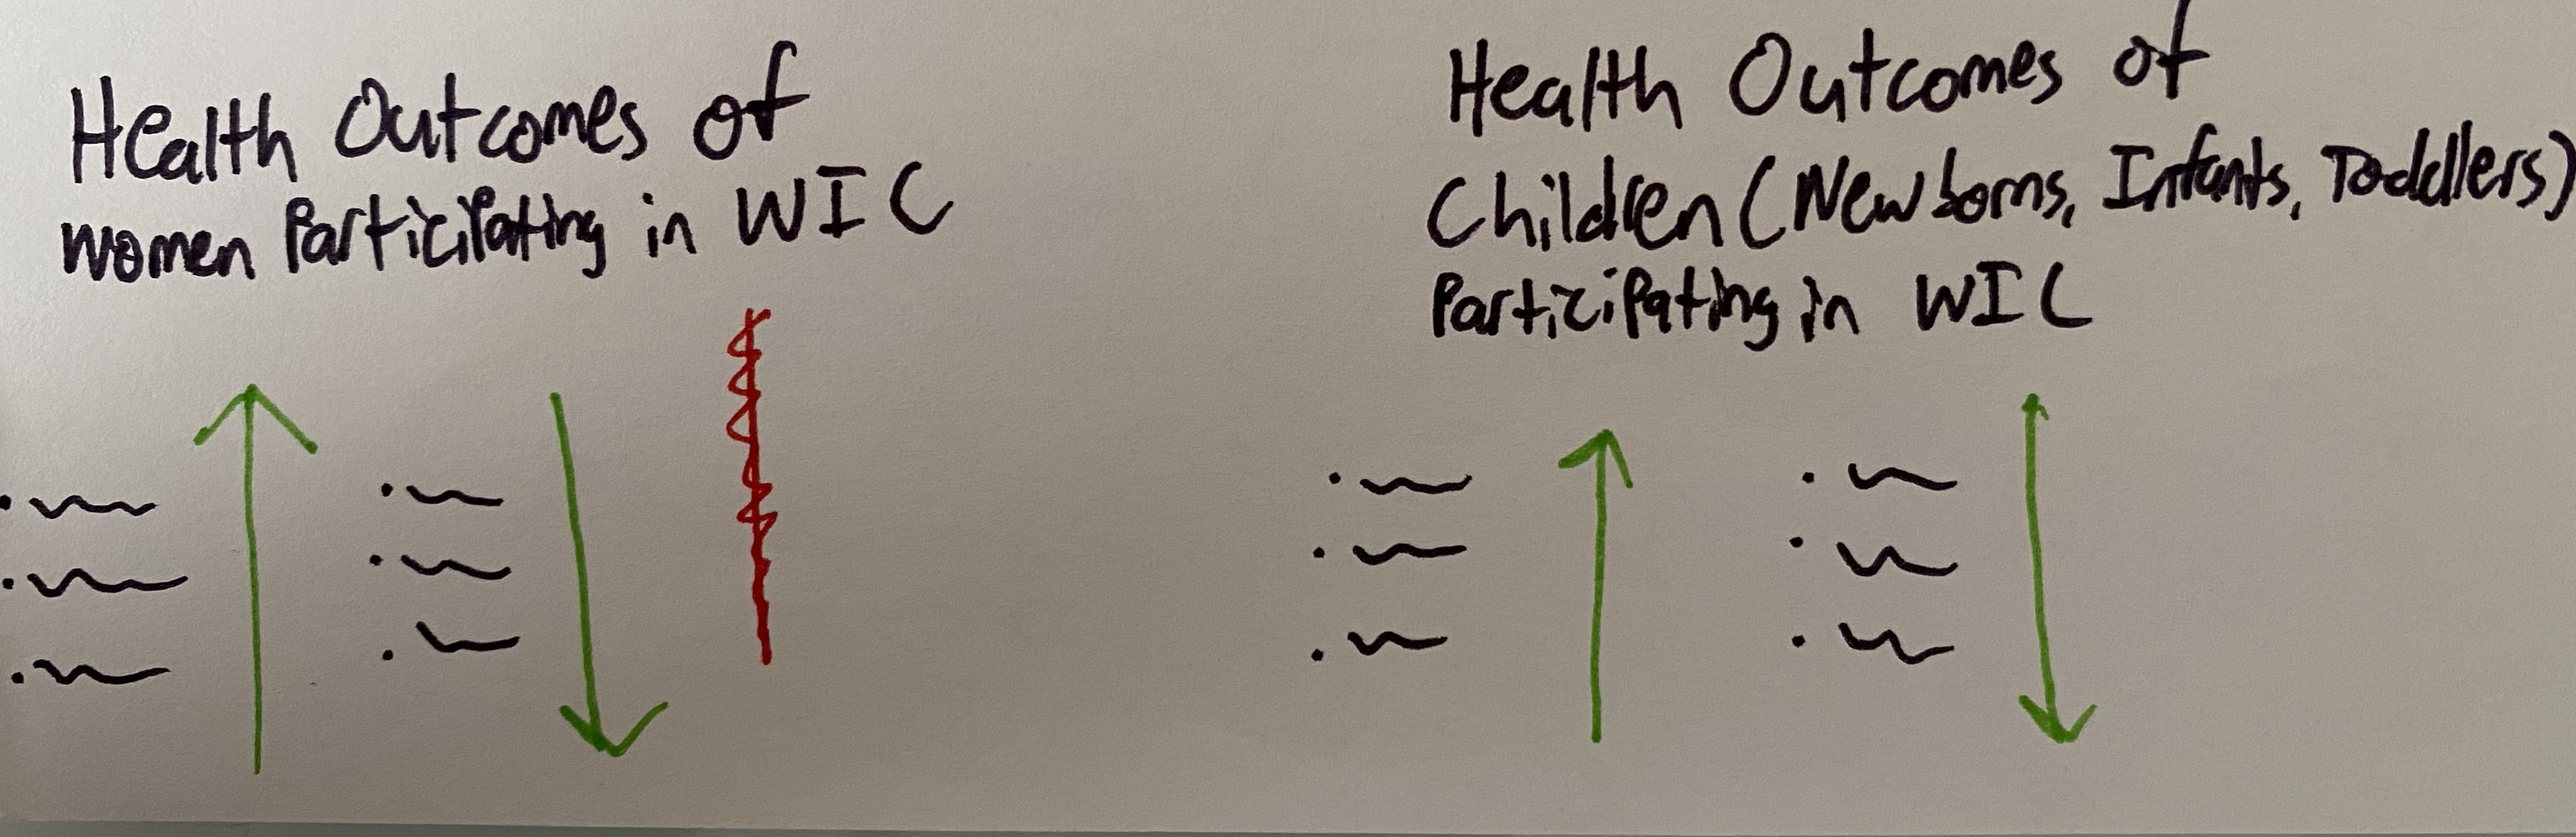 Health Outcomes of
Women Participating in WIC
Health Outcomes of
Children (Newborns, Infants, Toddlers)
Participating in WIC